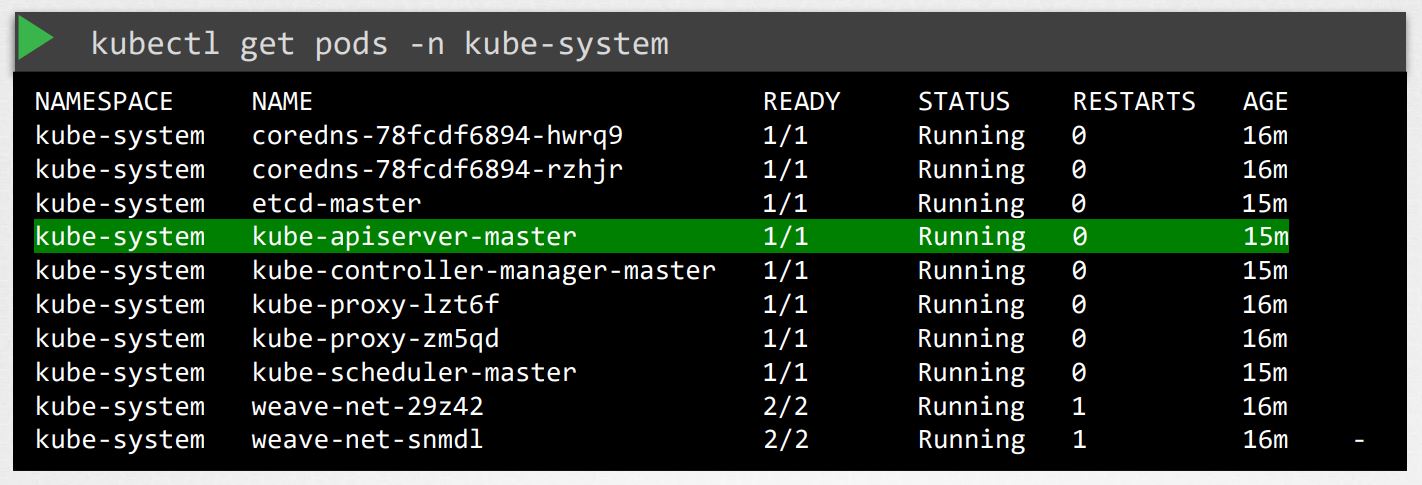 kubectl get pods -n kube-system
NAMESPACE NAME READY STATUS RESTARTS AGE
kube-system coredns-78fcdf6894-hwrq9 1/1 Running 0 16m
kube-system coredns-78fcdf6894-rzhjr 1/1 Running 0 16m
kube-system etcd-master 1/1 Running 0 15m
kube-system kube-apiserver-master 1/1 Running 0 15m
kube-system kube-controller-manager-master 1/1 Running 0 15m
kube-system kube-proxy-lzt6f 1/1 Running 0 16m
kube-system kube-proxy-zm5qd 1/1 Running 0 16m
kube-system kube-scheduler-master 1/1 Running 0 15m
kube-system weave-net-29z42 2/2 Running 1 16m
kube-system weave-net-snmdl 2/2 Running 1 16m -